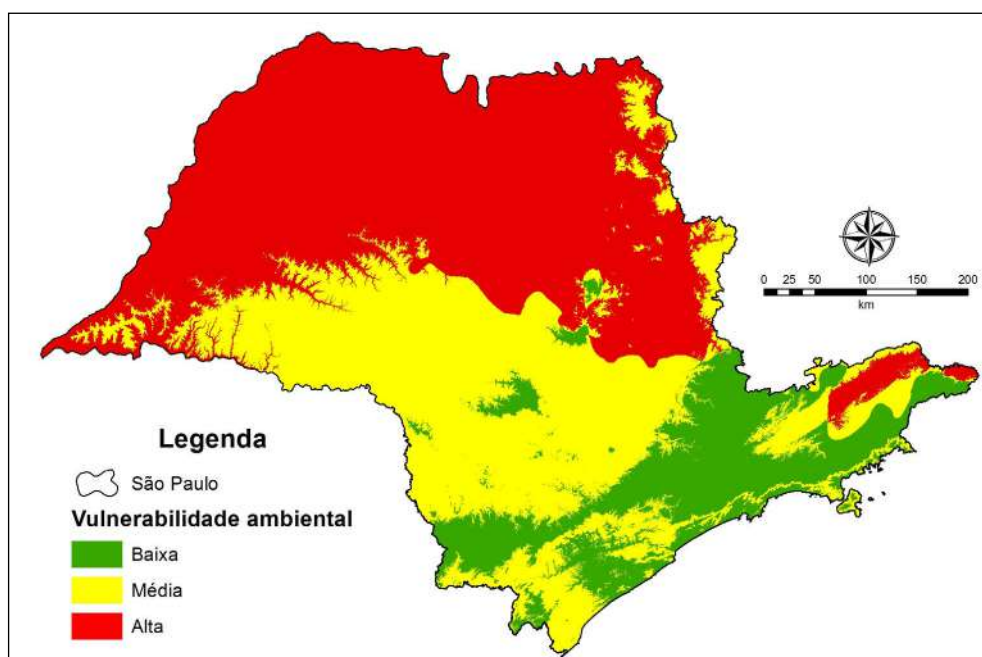 0 25 50 100 150 200
km
Legenda
São Paulo
Vulnerabilidade ambiental
Baixa
Média
Alta